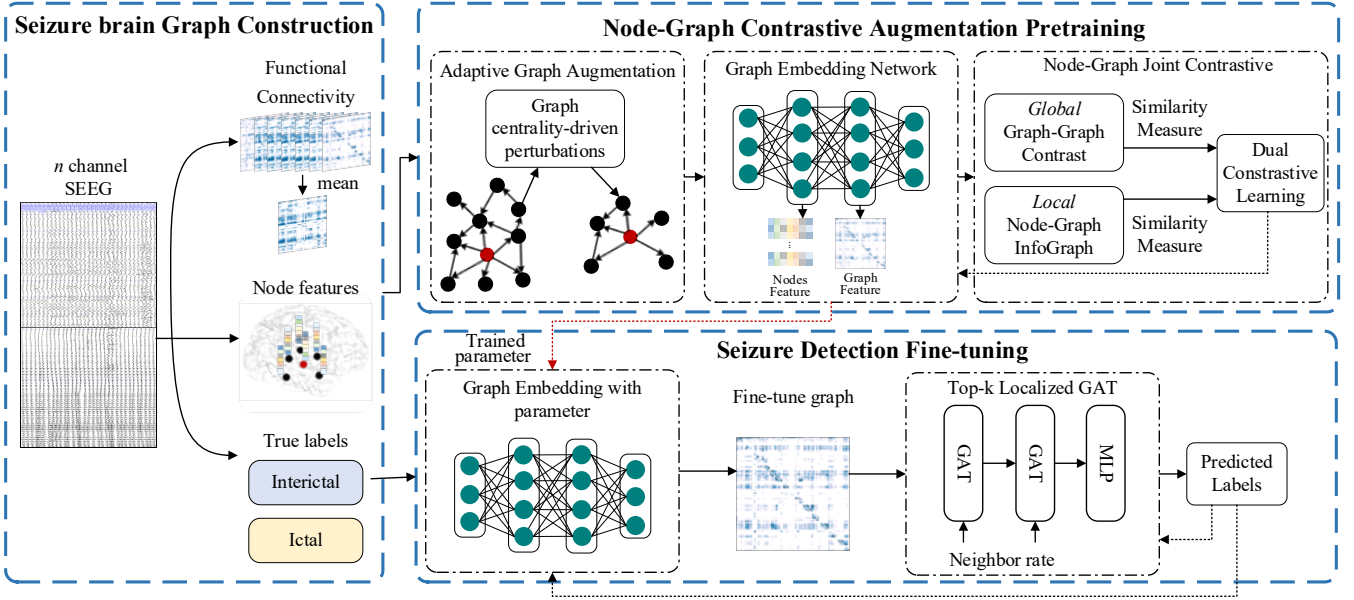 Seizure brain Graph Construction
Functional
Connectivity
n channel
SEEG
mean
Node features
True labels
Interictal
Ictal
Node-Graph Contrastive Augmentation Pretraining
Adaptive Graph Augmentation
Graph
centrality-driven
perturbations
Graph Embedding Network
Nodes
Feature
Graph
Feature
Node-Graph Joint Contrastive
Global
Graph-Graph
Contrast
Similarity
Measure
Local
Node-Graph
InfoGraph
Similarity
Measure
Dual
Constrastive
Learning
Trained
parameter
Seizure Detection Fine-tuning
Graph Embedding with
parameter
Fine-tune graph
Top-k Localized GAT
GAT
GAT
MLP
Neighbor rate
Predicted
Labels